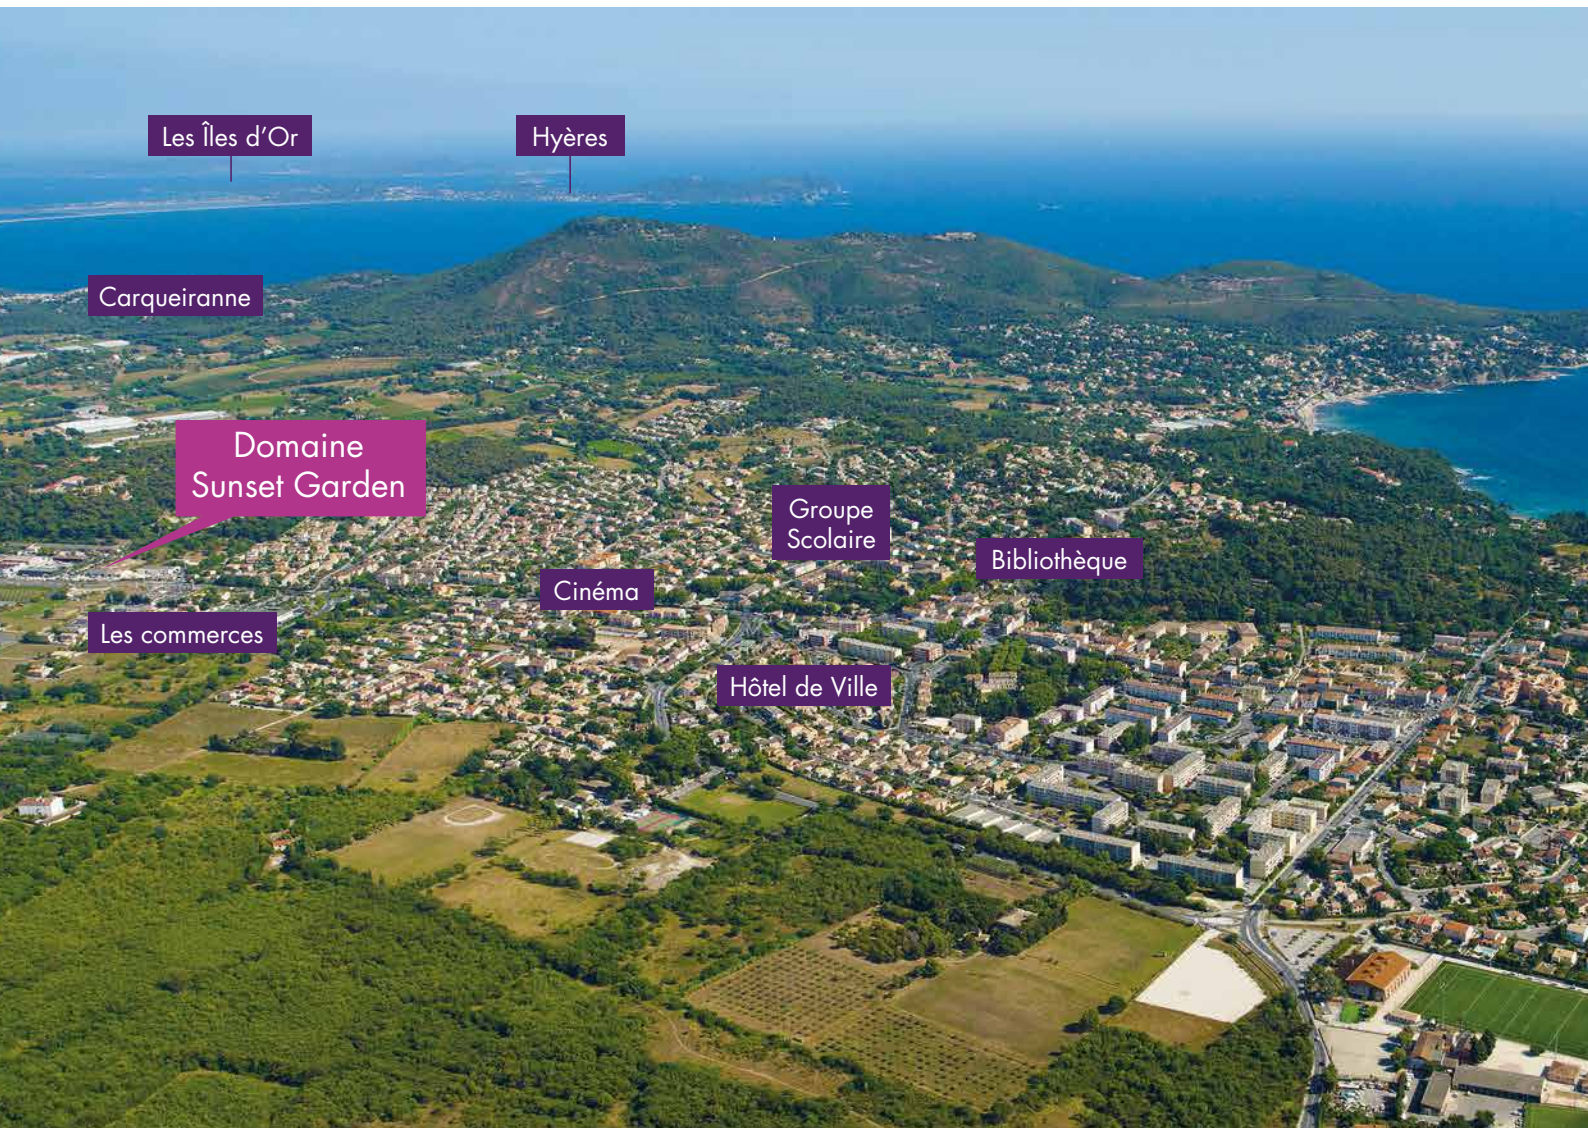 Les Îles d'Or
Hyères
Carqueiranne
Domaine
Sunset Garden
Groupe
Scolaire
Bibliothèque
Cinéma
Les commerces
Hôtel de Ville